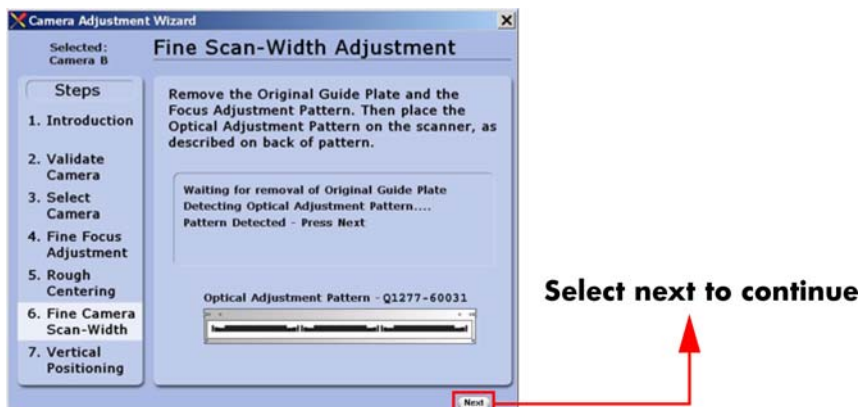 Camera Adjustment Wizard
Selected:
Camera B
Fine Scan-Width Adjustment
Steps
1. Introduction
2. Validate
Camera
3. Select
Camera
4. Fine Focus
Adjustment
5. Rough
Centering
6. Fine Camera
Scan-Width
7. Vertical
Positioning
Remove the Original Guide Plate and the
Focus Adjustment Pattern. Then place the
Optical Adjustment Pattern on the scanner, as
described on back of pattern.
Waiting for removal of Original Guide Plate
Detecting Optical Adjustment Pattern....
Pattern Detected - Press Next
Optical Adjustment Pattern - Q1277-60031
Next
Select next to continue